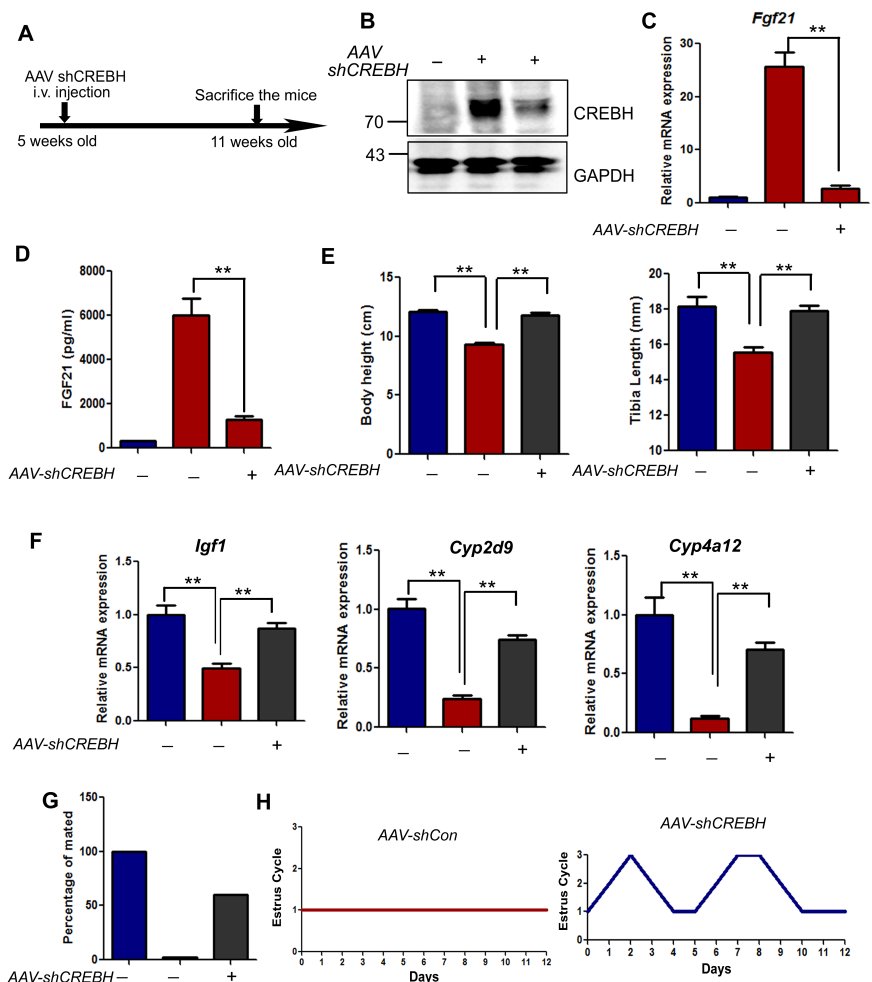 A
AAV shCREBH
i.v. injection
Sacrifice the mice
5 weeks old
11 weeks old
B
AAV
shCREBH
– + +
70
CREBH
43
GAPDH
C
Fgf21
**
Relative mRNA expression
30
20
10
0
AAV-shCREBH – – +
D
**
FGF21 (pg/ml)
8000
6000
4000
2000
0
AAV-shCREBH – – +
E
** **
Body height (cm)
15
10
5
0
AAV-shCREBH – – +
** **
Tibia Length (mm)
20
18
16
14
12
10
AAV-shCREBH – – +
F
Igf1
** **
Relative mRNA expression
1.5
1.0
0.5
0.0
AAV-shCREBH – – +
Cyp2d9
** **
Relative mRNA expression
1.5
1.0
0.5
0.0
– – +
Cyp4a12
** **
Relative mRNA expression
1.5
1.0
0.5
0.0
– – +
G
Percentage of mated
150
100
50
0
AAV-shCREBH – – +
H
AAV-shCon
Estrus Cycle
3
2
1
0
0 1 2 3 4 5 6 7 8 9 10 11 12
Days
AAV-shCREBH
Estrus Cycle
3
2
1
0
0 1 2 3 4 5 6 7 8 9 10 11 12
Days